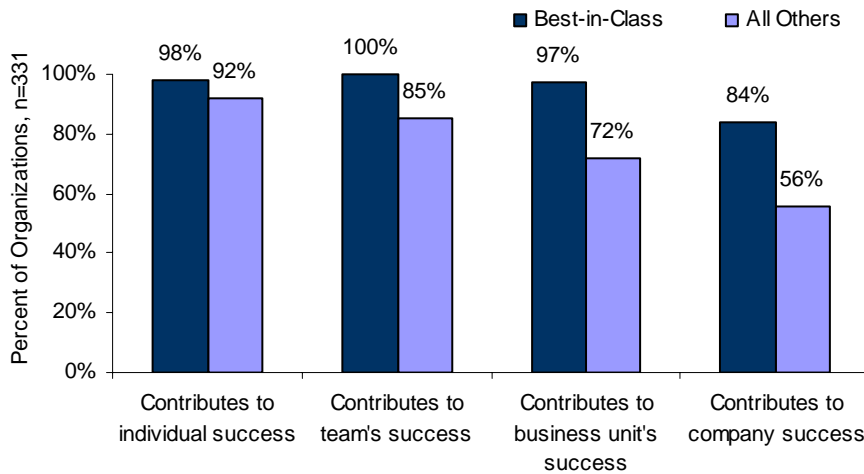 Best-in-Class
All Others
Percent of Organizations, n=331
100%
80%
60%
40%
20%
0%
98%
92%
100%
85%
97%
72%
84%
56%
Contributes to
individual success
Contributes to
team's success
Contributes to
business unit's
success
Contributes to
company success